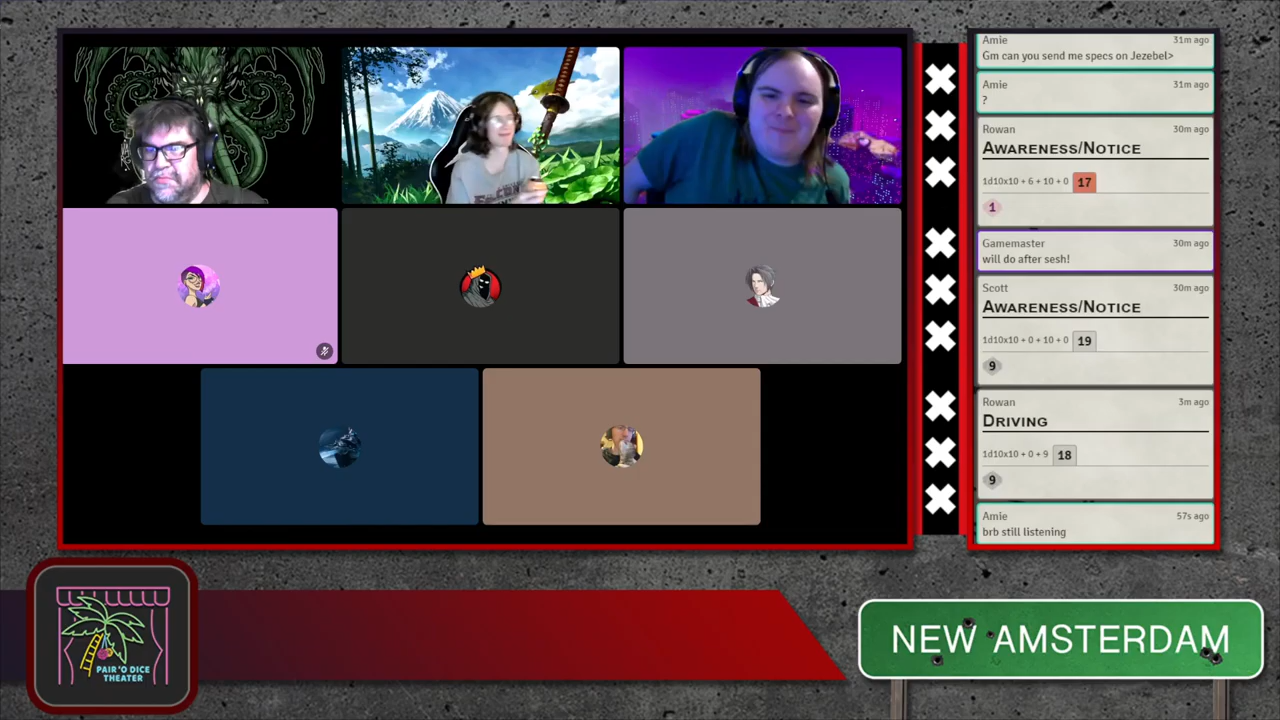 Amie 31m ago
Gm can you send me specs on Jezebel>
Amie 31m ago
?
Rowan 30m ago
AWARENESS/NOTICE
1d10x10 + 6 + 10 + 0 17
1
Gamemaster 30m ago
will do after sesh!
Scott 30m ago
AWARENESS/NOTICE
1d10x10 + 0 + 10 + 0 19
9
Rowan 3m ago
DRIVING
1d10x10 + 0 + 9 18
9
Amie 57s ago
brb still listening
PAIR 'O DICE
THEATER
NEW AMSTERDAM